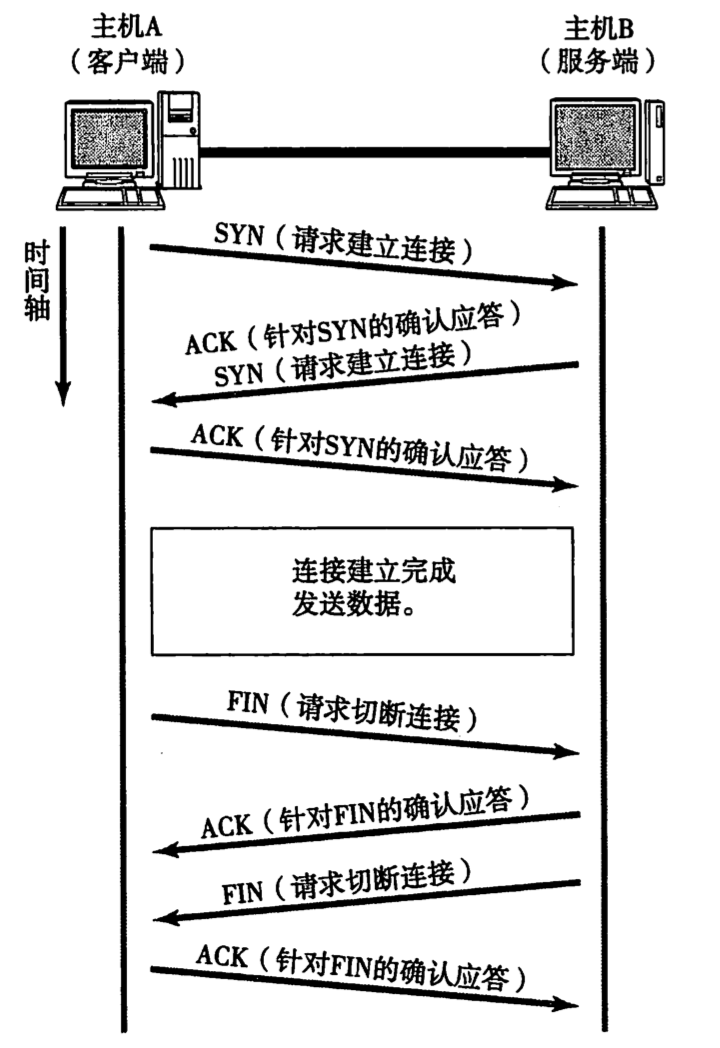 主机A
（客户端）
主机B
（服务端）
时间轴
SYN（请求建立连接）
ACK（针对SYN的确认应答）
SYN（请求建立连接）
ACK（针对SYN的确认应答）
连接建立完成
发送数据。
FIN（请求切断连接）
ACK（针对FIN的确认应答）
FIN（请求切断连接）
ACK（针对FIN的确认应答）